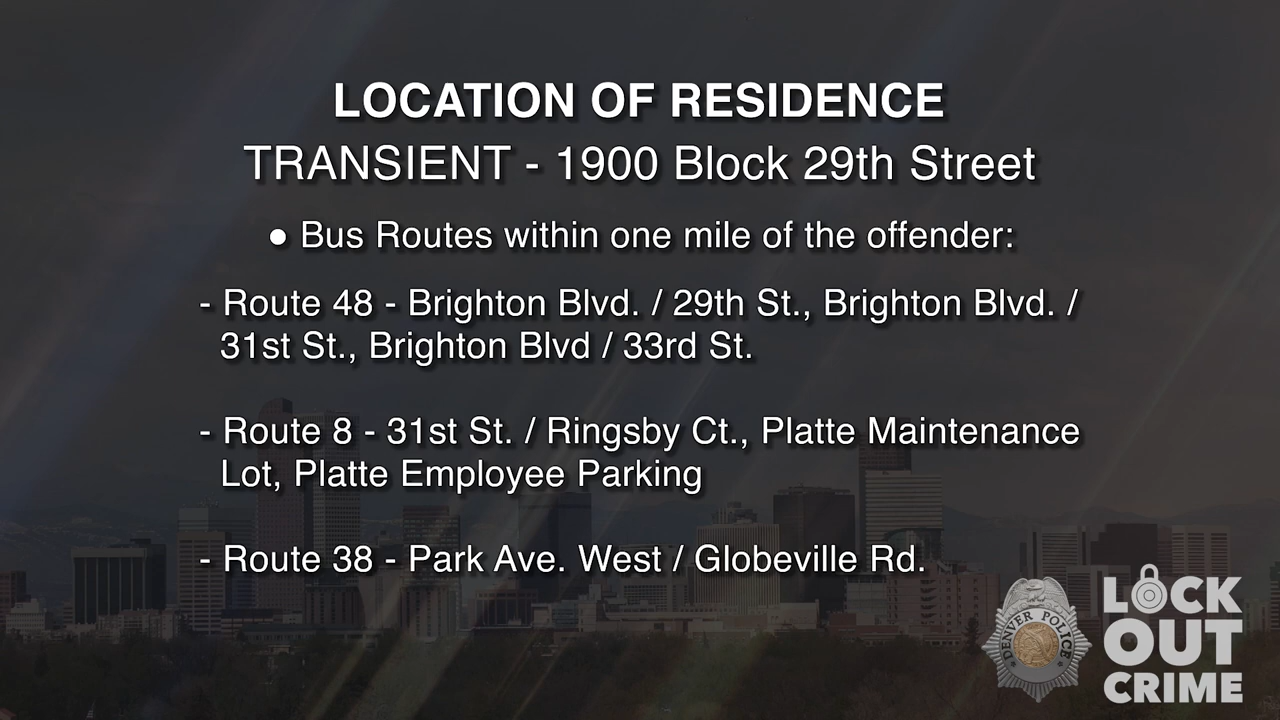 LOCATION OF RESIDENCE
TRANSIENT - 1900 Block 29th Street
● Bus Routes within one mile of the offender:
- Route 48 - Brighton Blvd. / 29th St., Brighton Blvd. /
31st St., Brighton Blvd / 33rd St.
- Route 8 - 31st St. / Ringsby Ct., Platte Maintenance
Lot, Platte Employee Parking
- Route 38 - Park Ave. West / Globeville Rd.
DENVER POLICE
LOCK
OUT
CRIME